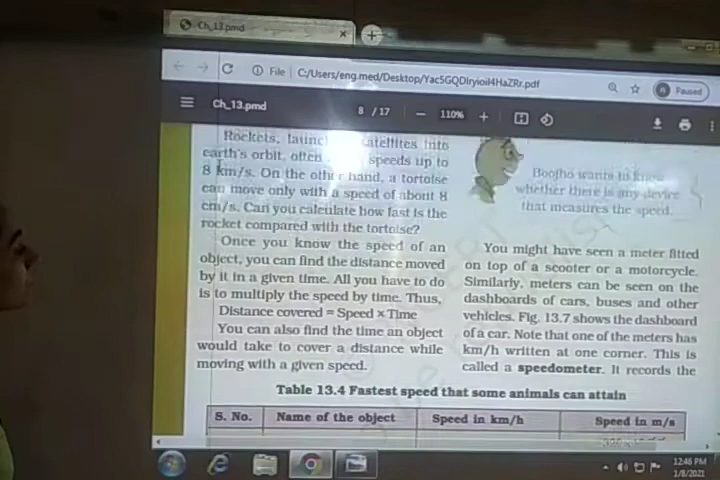 Ch_13.pmd
File
C:/Users/eng.med/Desktop/Yac5GQDIryioiI4HaZRr.pdf
Paused
Ch_13.pmd
8 / 17
110%
Rockets, atellites into
earth's orbit, often speeds up to
8 km/s. On the other hand, a tortoise
can move only with a speed of about 8
cm/s. Can you calculate how fast is the
rocket compared with the tortoise?
Once you know the speed of an
object, you can find the distance moved
by it in a given time. All you have to do
is to multiply the speed by time. Thus,
Distance covered = Speed × Time
You can also find the time an object
would take to cover a distance while
moving with a given speed.
Boojho wants to know
whether there is any device
that measures the speed.
You might have seen a meter fitted
on top of a scooter or a motorcycle.
Similarly, meters can be seen on the
dashboards of cars, buses and other
vehicles. Fig. 13.7 shows the dashboard
of a car. Note that one of the meters has
km/h written at one corner. This is
called a speedometer. It records the
Table 13.4 Fastest speed that some animals can attain
S. No. Name of the object Speed in km/h Speed in m/s
12:46 PM
1/8/2021